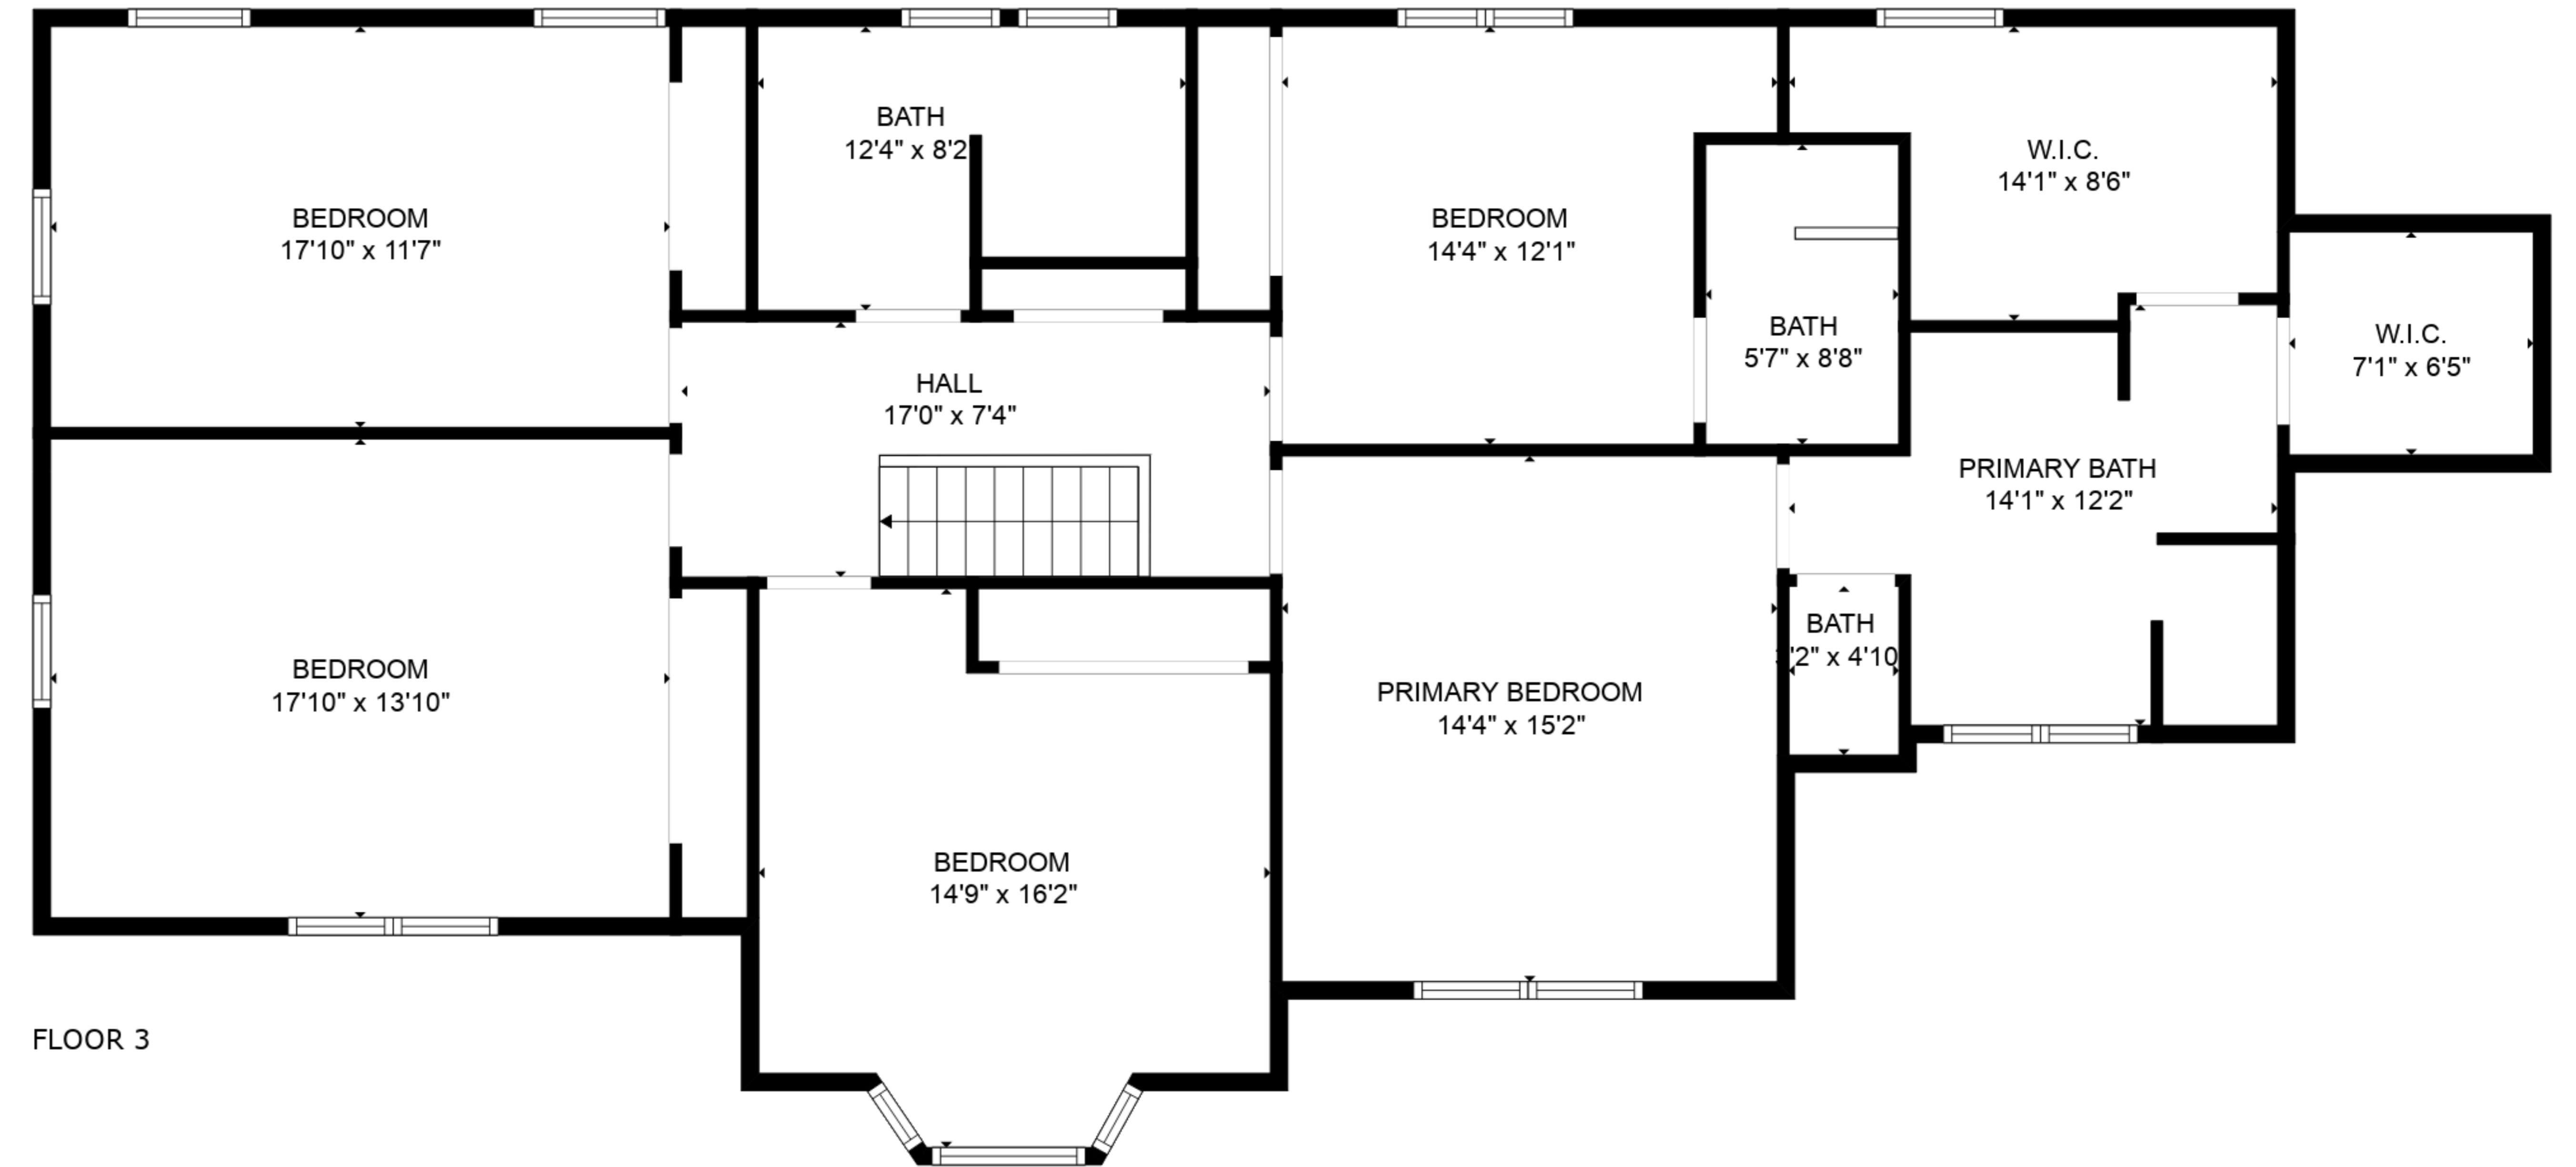 BEDROOM
17'10" x 11'7"
BATH
12'4" x 8'2
HALL
17'0" x 7'4"
BEDROOM
14'4" x 12'1"
BATH
5'7" x 8'8"
W.I.C.
14'1" x 8'6"
W.I.C.
7'1" x 6'5"
PRIMARY BATH
14'1" x 12'2"
BEDROOM
17'10" x 13'10"
BEDROOM
14'9" x 16'2"
PRIMARY BEDROOM
14'4" x 15'2"
BATH
'2" x 4'10
FLOOR 3